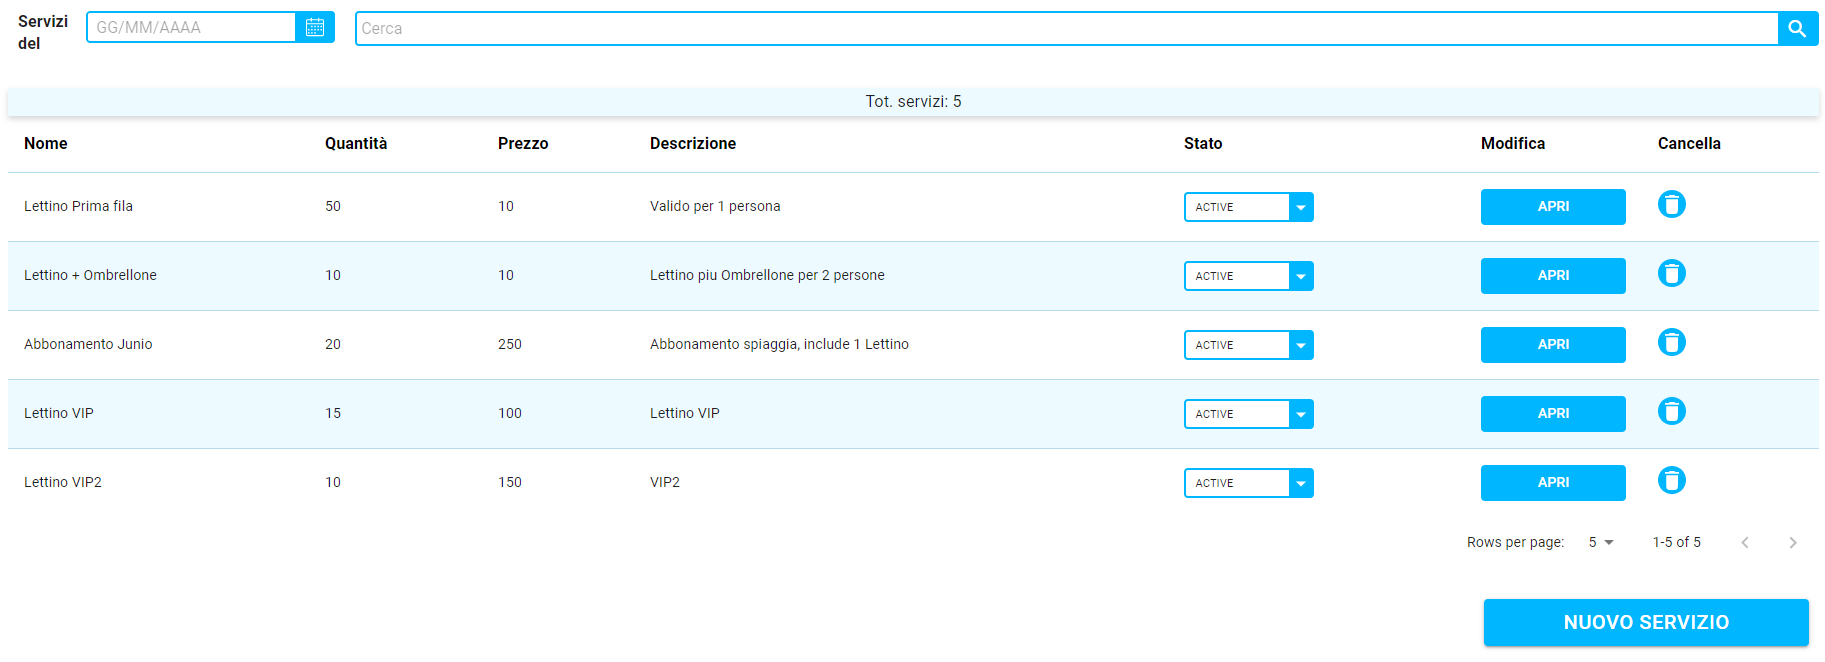 Servizi del GG/MM/AAAA Cerca
Tot. servizi: 5
Nome Quantità Prezzo Descrizione Stato Modifica Cancella
Lettino Prima fila 50 10 Valido per 1 persona ACTIVE APRI
Lettino + Ombrellone 10 10 Lettino piu Ombrellone per 2 persone ACTIVE APRI
Abbonamento Junio 20 250 Abbonamento spiaggia, include 1 Lettino ACTIVE APRI
Lettino VIP 15 100 Lettino VIP ACTIVE APRI
Lettino VIP2 10 150 VIP2 ACTIVE APRI
Rows per page: 5 1-5 of 5
NUOVO SERVIZIO